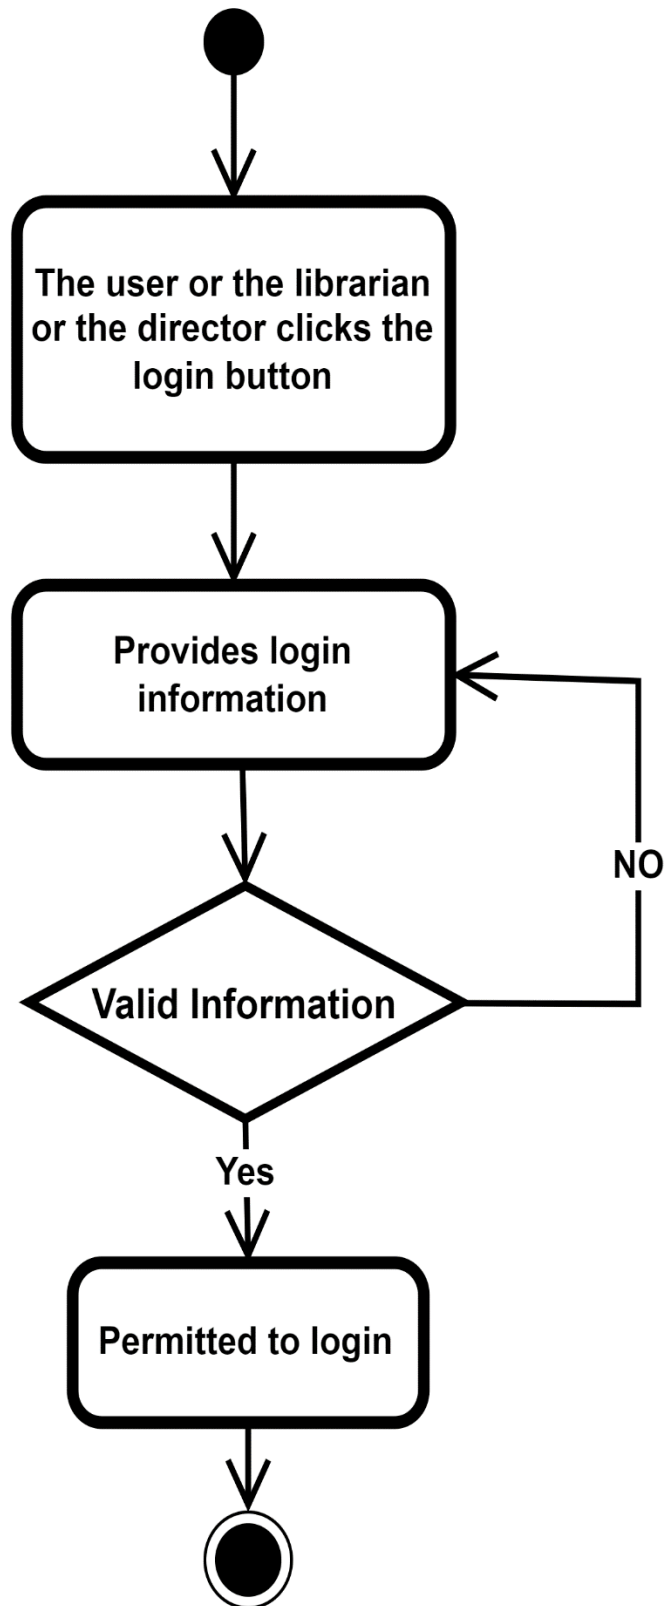 The user or the librarian
or the director clicks the
login button
Provides login
information
NO
Valid Information
Yes
Permitted to login